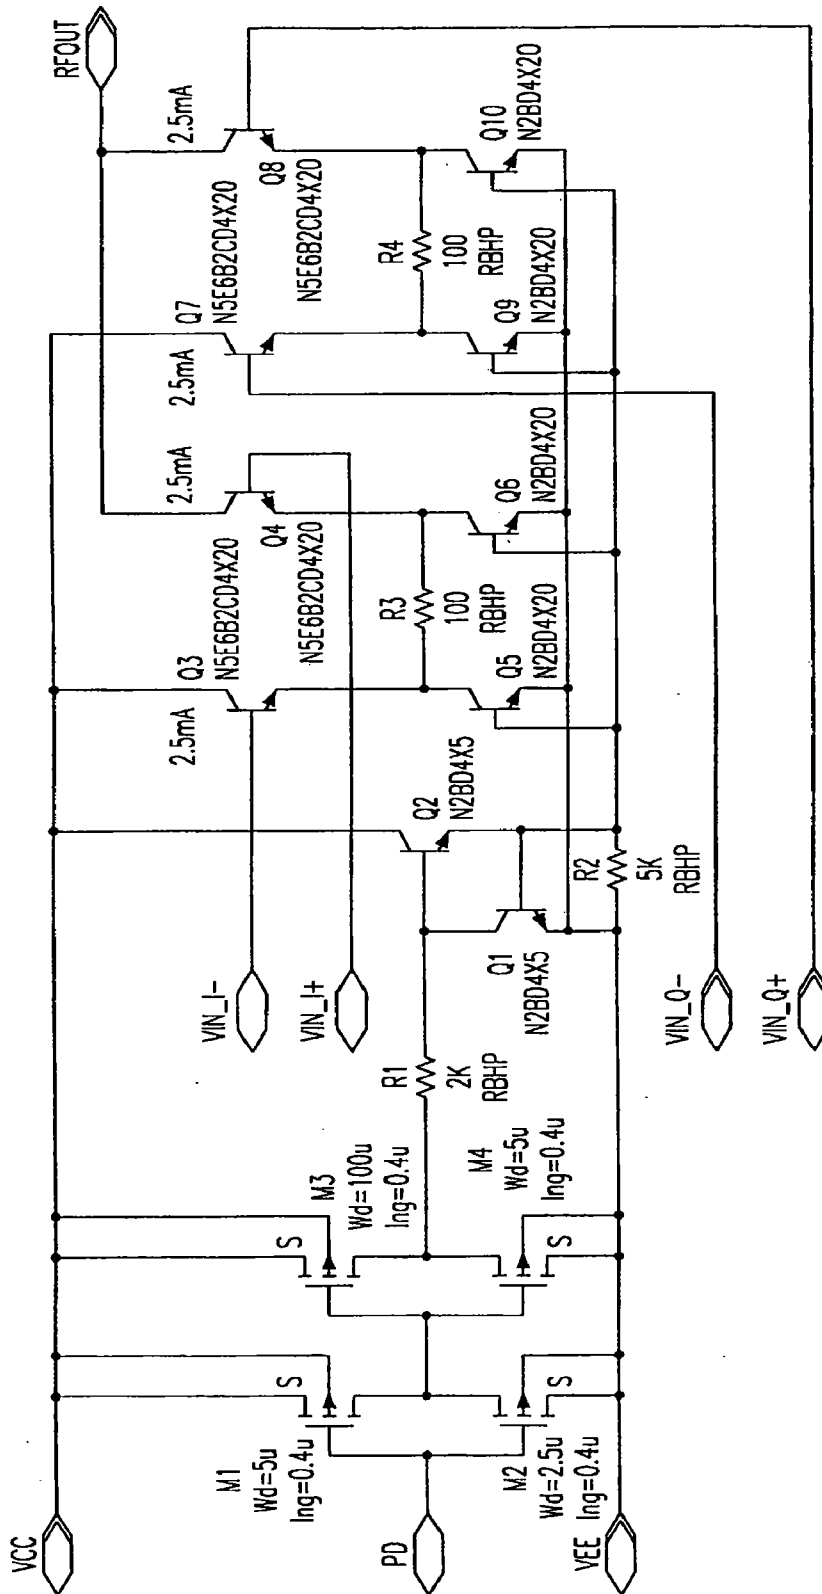 VCC
PD
VEE
M1
Wd=5u
lng=0.4u
S
M2
Wd=2.5u
lng=0.4u
S
M3
Wd=100u
lng=0.4u
S
M4
Wd=5u
lng=0.4u
S
R1
2K
RBHP
VIN_I-
VIN_I+
Q1
N2BD4X5
Q2
N2BD4X5
R2
5K
RBHP
VIN_Q-
VIN_Q+
2.5mA
Q3
N5E6B2CD4X20
2.5mA
Q4
N5E6B2CD4X20
R3
100
RBHP
Q5
N2BD4X20
Q6
N2BD4X20
2.5mA
Q7
N5E6B2CD4X20
2.5mA
Q8
N5E6B2CD4X20
R4
100
RBHP
Q9
N2BD4X20
Q10
N2BD4X20
RFOUT